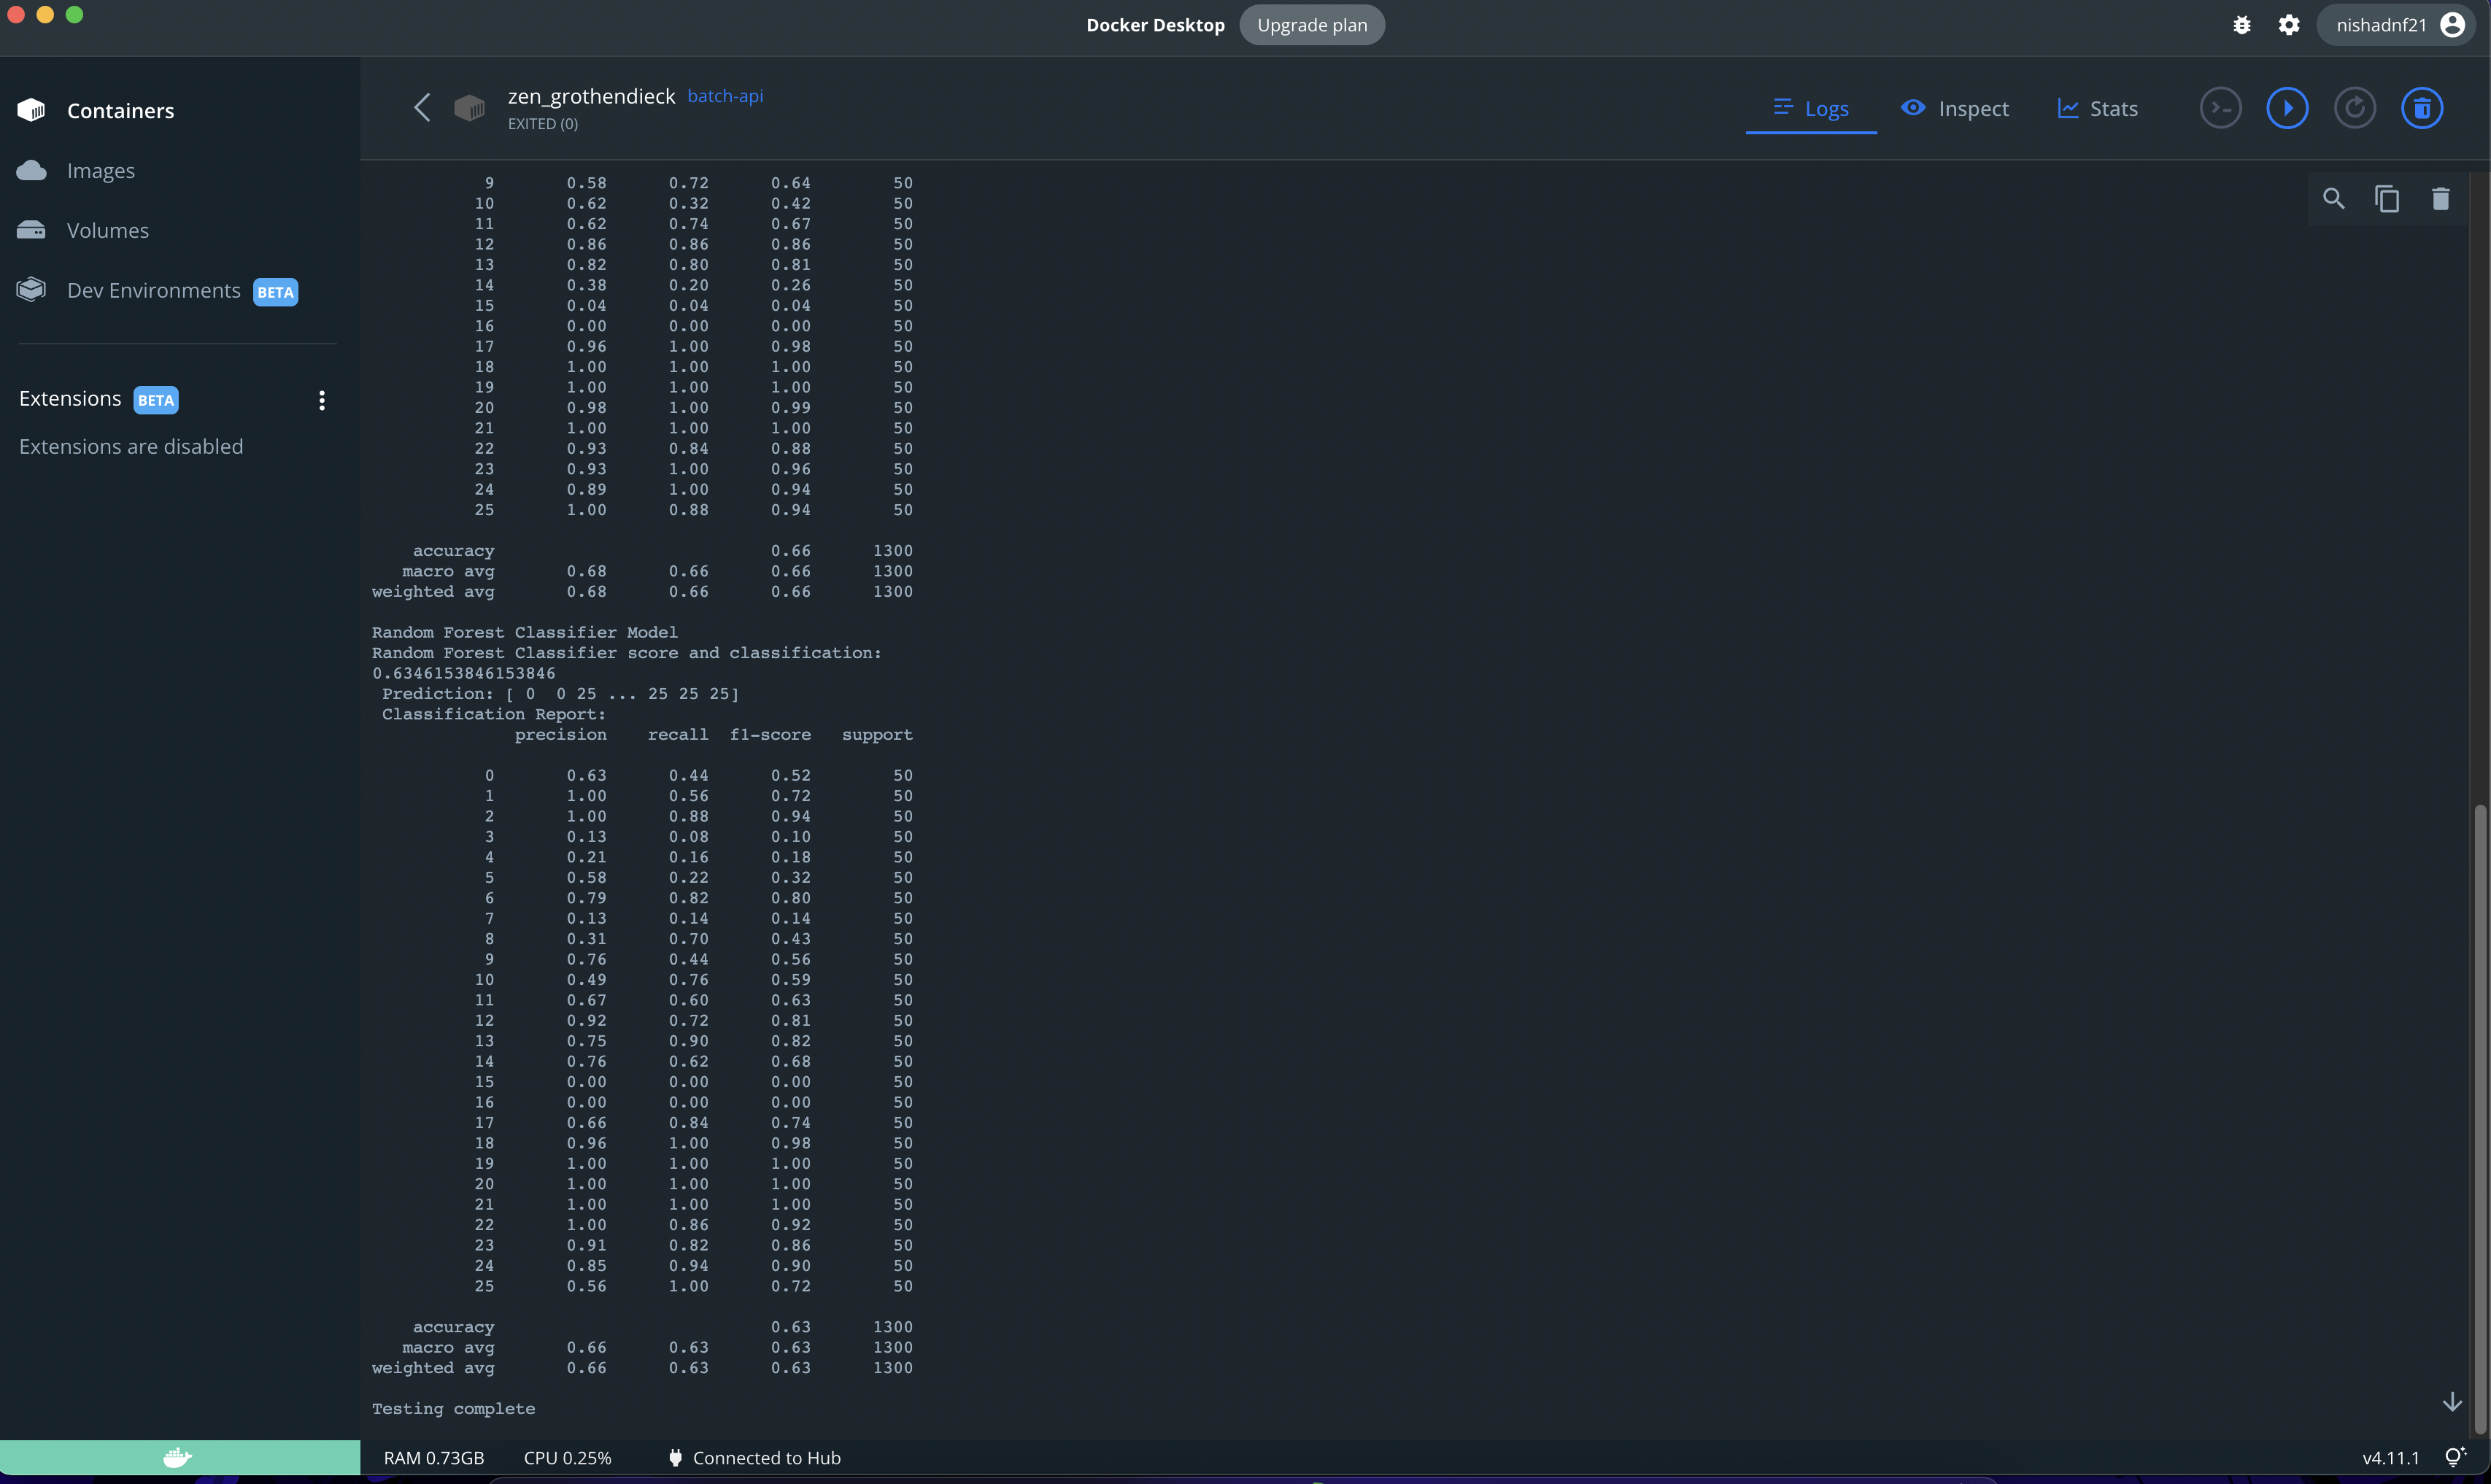 Docker Desktop Upgrade plan nishadnf21
Containers
Images
Volumes
Dev Environments BETA
Extensions BETA
Extensions are disabled
zen_grothendieck batch-api
EXITED (0)
Logs Inspect Stats
9 0.58 0.72 0.64 50
10 0.62 0.32 0.42 50
11 0.62 0.74 0.67 50
12 0.86 0.86 0.86 50
13 0.82 0.80 0.81 50
14 0.38 0.20 0.26 50
15 0.04 0.04 0.04 50
16 0.00 0.00 0.00 50
17 0.96 1.00 0.98 50
18 1.00 1.00 1.00 50
19 1.00 1.00 1.00 50
20 0.98 1.00 0.99 50
21 1.00 1.00 1.00 50
22 0.93 0.84 0.88 50
23 0.93 1.00 0.96 50
24 0.89 1.00 0.94 50
25 1.00 0.88 0.94 50
accuracy 0.66 1300
macro avg 0.68 0.66 0.66 1300
weighted avg 0.68 0.66 0.66 1300
Random Forest Classifier Model
Random Forest Classifier score and classification:
0.6346153846153846
Prediction: [ 0 0 25 ... 25 25 25]
Classification Report:
precision recall f1-score support
0 0.63 0.44 0.52 50
1 1.00 0.56 0.72 50
2 1.00 0.88 0.94 50
3 0.13 0.08 0.10 50
4 0.21 0.16 0.18 50
5 0.58 0.22 0.32 50
6 0.79 0.82 0.80 50
7 0.13 0.14 0.14 50
8 0.31 0.70 0.43 50
9 0.76 0.44 0.56 50
10 0.49 0.76 0.59 50
11 0.67 0.60 0.63 50
12 0.92 0.72 0.81 50
13 0.75 0.90 0.82 50
14 0.76 0.62 0.68 50
15 0.00 0.00 0.00 50
16 0.00 0.00 0.00 50
17 0.66 0.84 0.74 50
18 0.96 1.00 0.98 50
19 1.00 1.00 1.00 50
20 1.00 1.00 1.00 50
21 1.00 1.00 1.00 50
22 1.00 0.86 0.92 50
23 0.91 0.82 0.86 50
24 0.85 0.94 0.90 50
25 0.56 1.00 0.72 50
accuracy 0.63 1300
macro avg 0.66 0.63 0.63 1300
weighted avg 0.66 0.63 0.63 1300
Testing complete
RAM 0.73GB CPU 0.25% Connected to Hub v4.11.1